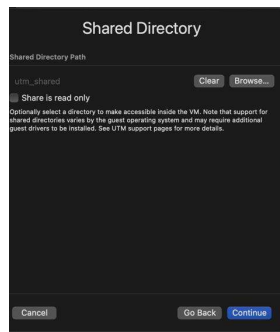 Shared Directory
Shared Directory Path
utm_shared Clear Browse...
Share is read only
Optionally select a directory to make accessible inside the VM. Note that support for
shared directories varies by the guest operating system and may require additional
guest drivers to be installed. See UTM support pages for more details.
Cancel Go Back Continue